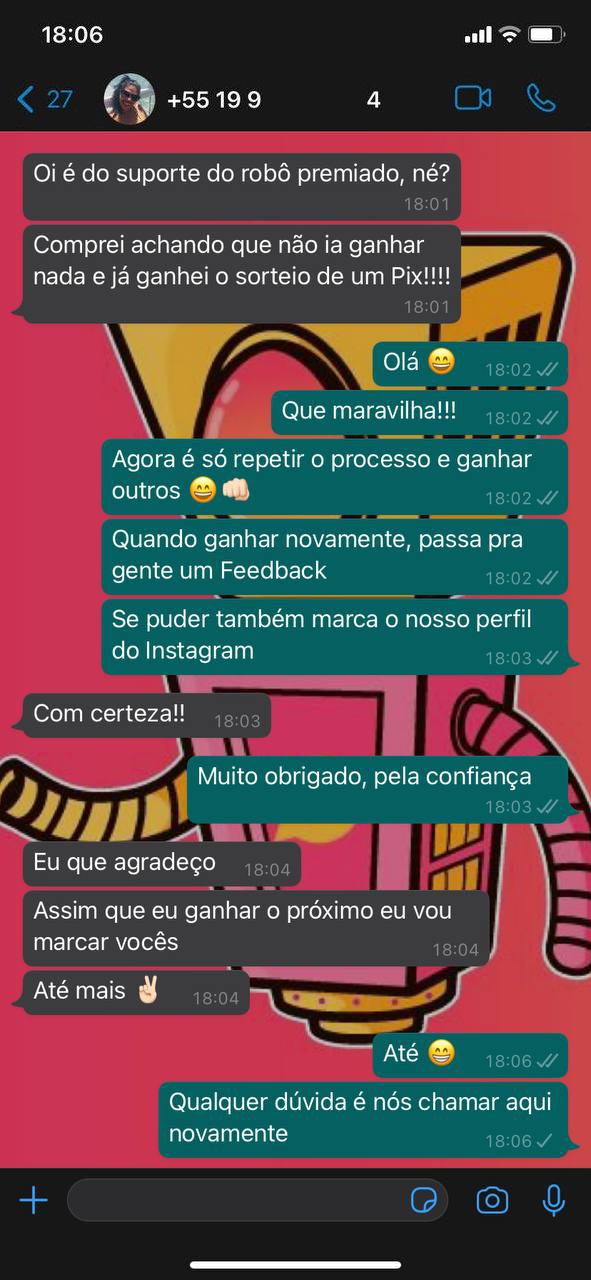 18:06
27
+55 19 9 4
Oi é do suporte do robô premiado, né?
18:01
Comprei achando que não ia ganhar
nada e já ganhei o sorteio de um Pix!!!!
18:01
Olá 😄 18:02
Que maravilha!!! 18:02
Agora é só repetir o processo e ganhar
outros 😄👊🏻 18:02
Quando ganhar novamente, passa pra
gente um Feedback 18:02
Se puder também marca o nosso perfil
do Instagram 18:03
Com certeza!! 18:03
Muito obrigado, pela confiança
18:03
Eu que agradeço 18:04
Assim que eu ganhar o próximo eu vou
marcar vocês 18:04
Até mais ✌🏻 18:04
Até 😁 18:06
Qualquer dúvida é nós chamar aqui
novamente 18:06